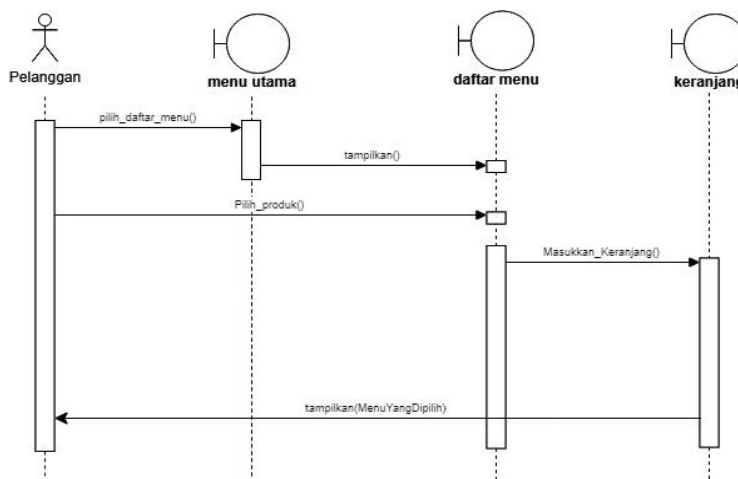 Pelanggan
menu utama
daftar menu
keranjang
pilih_daftar_menu()
tampilkan()
Pilih_produk()
Masukkan_Keranjang()
tampilkan(MenuYangDipilih)